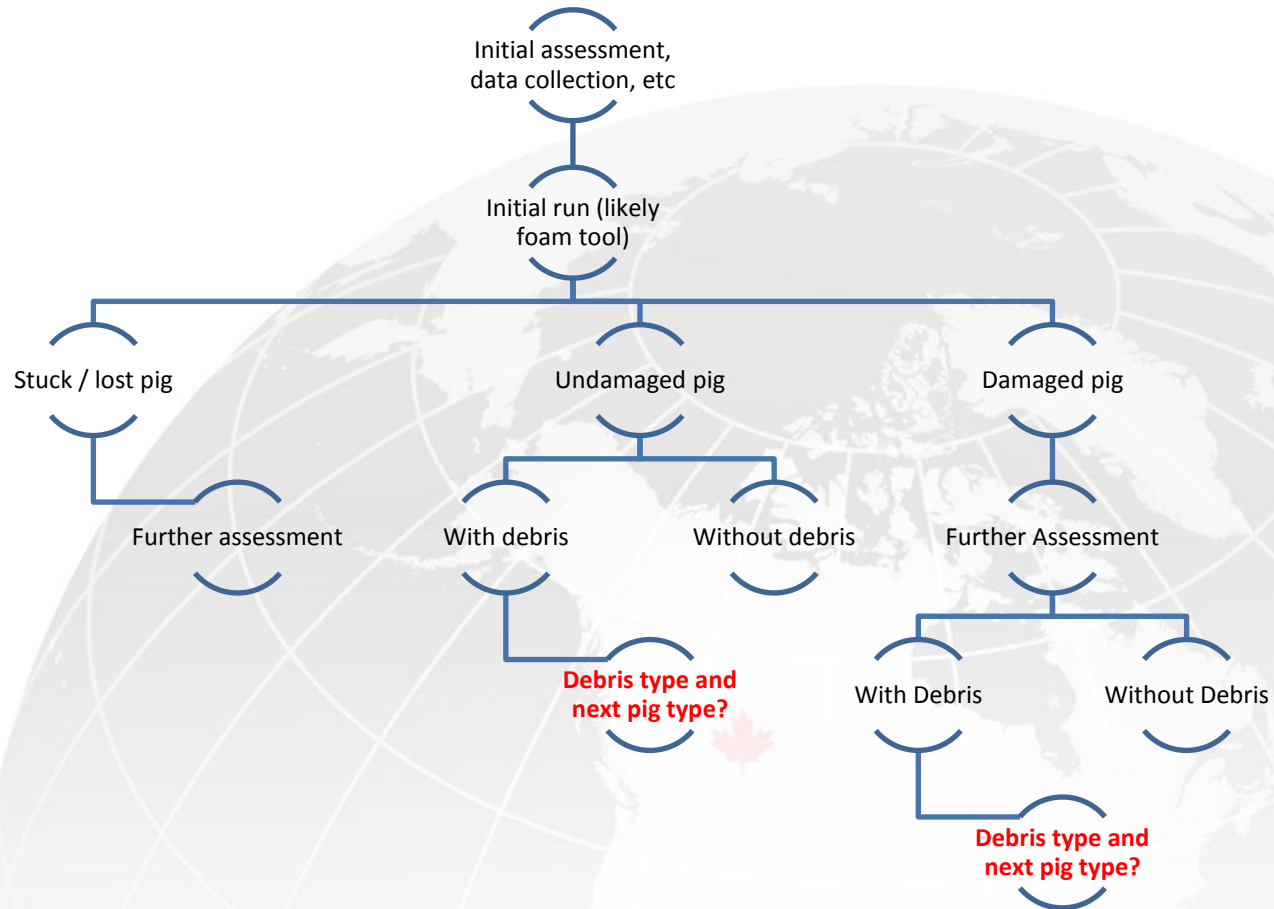 Initial assessment,
data collection, etc
Initial run (likely
foam tool)
Stuck / lost pig
Undamaged pig
Damaged pig
Further assessment
With debris
Without debris
Further Assessment
Debris type and
next pig type?
With Debris
Without Debris
Debris type and
next pig type?